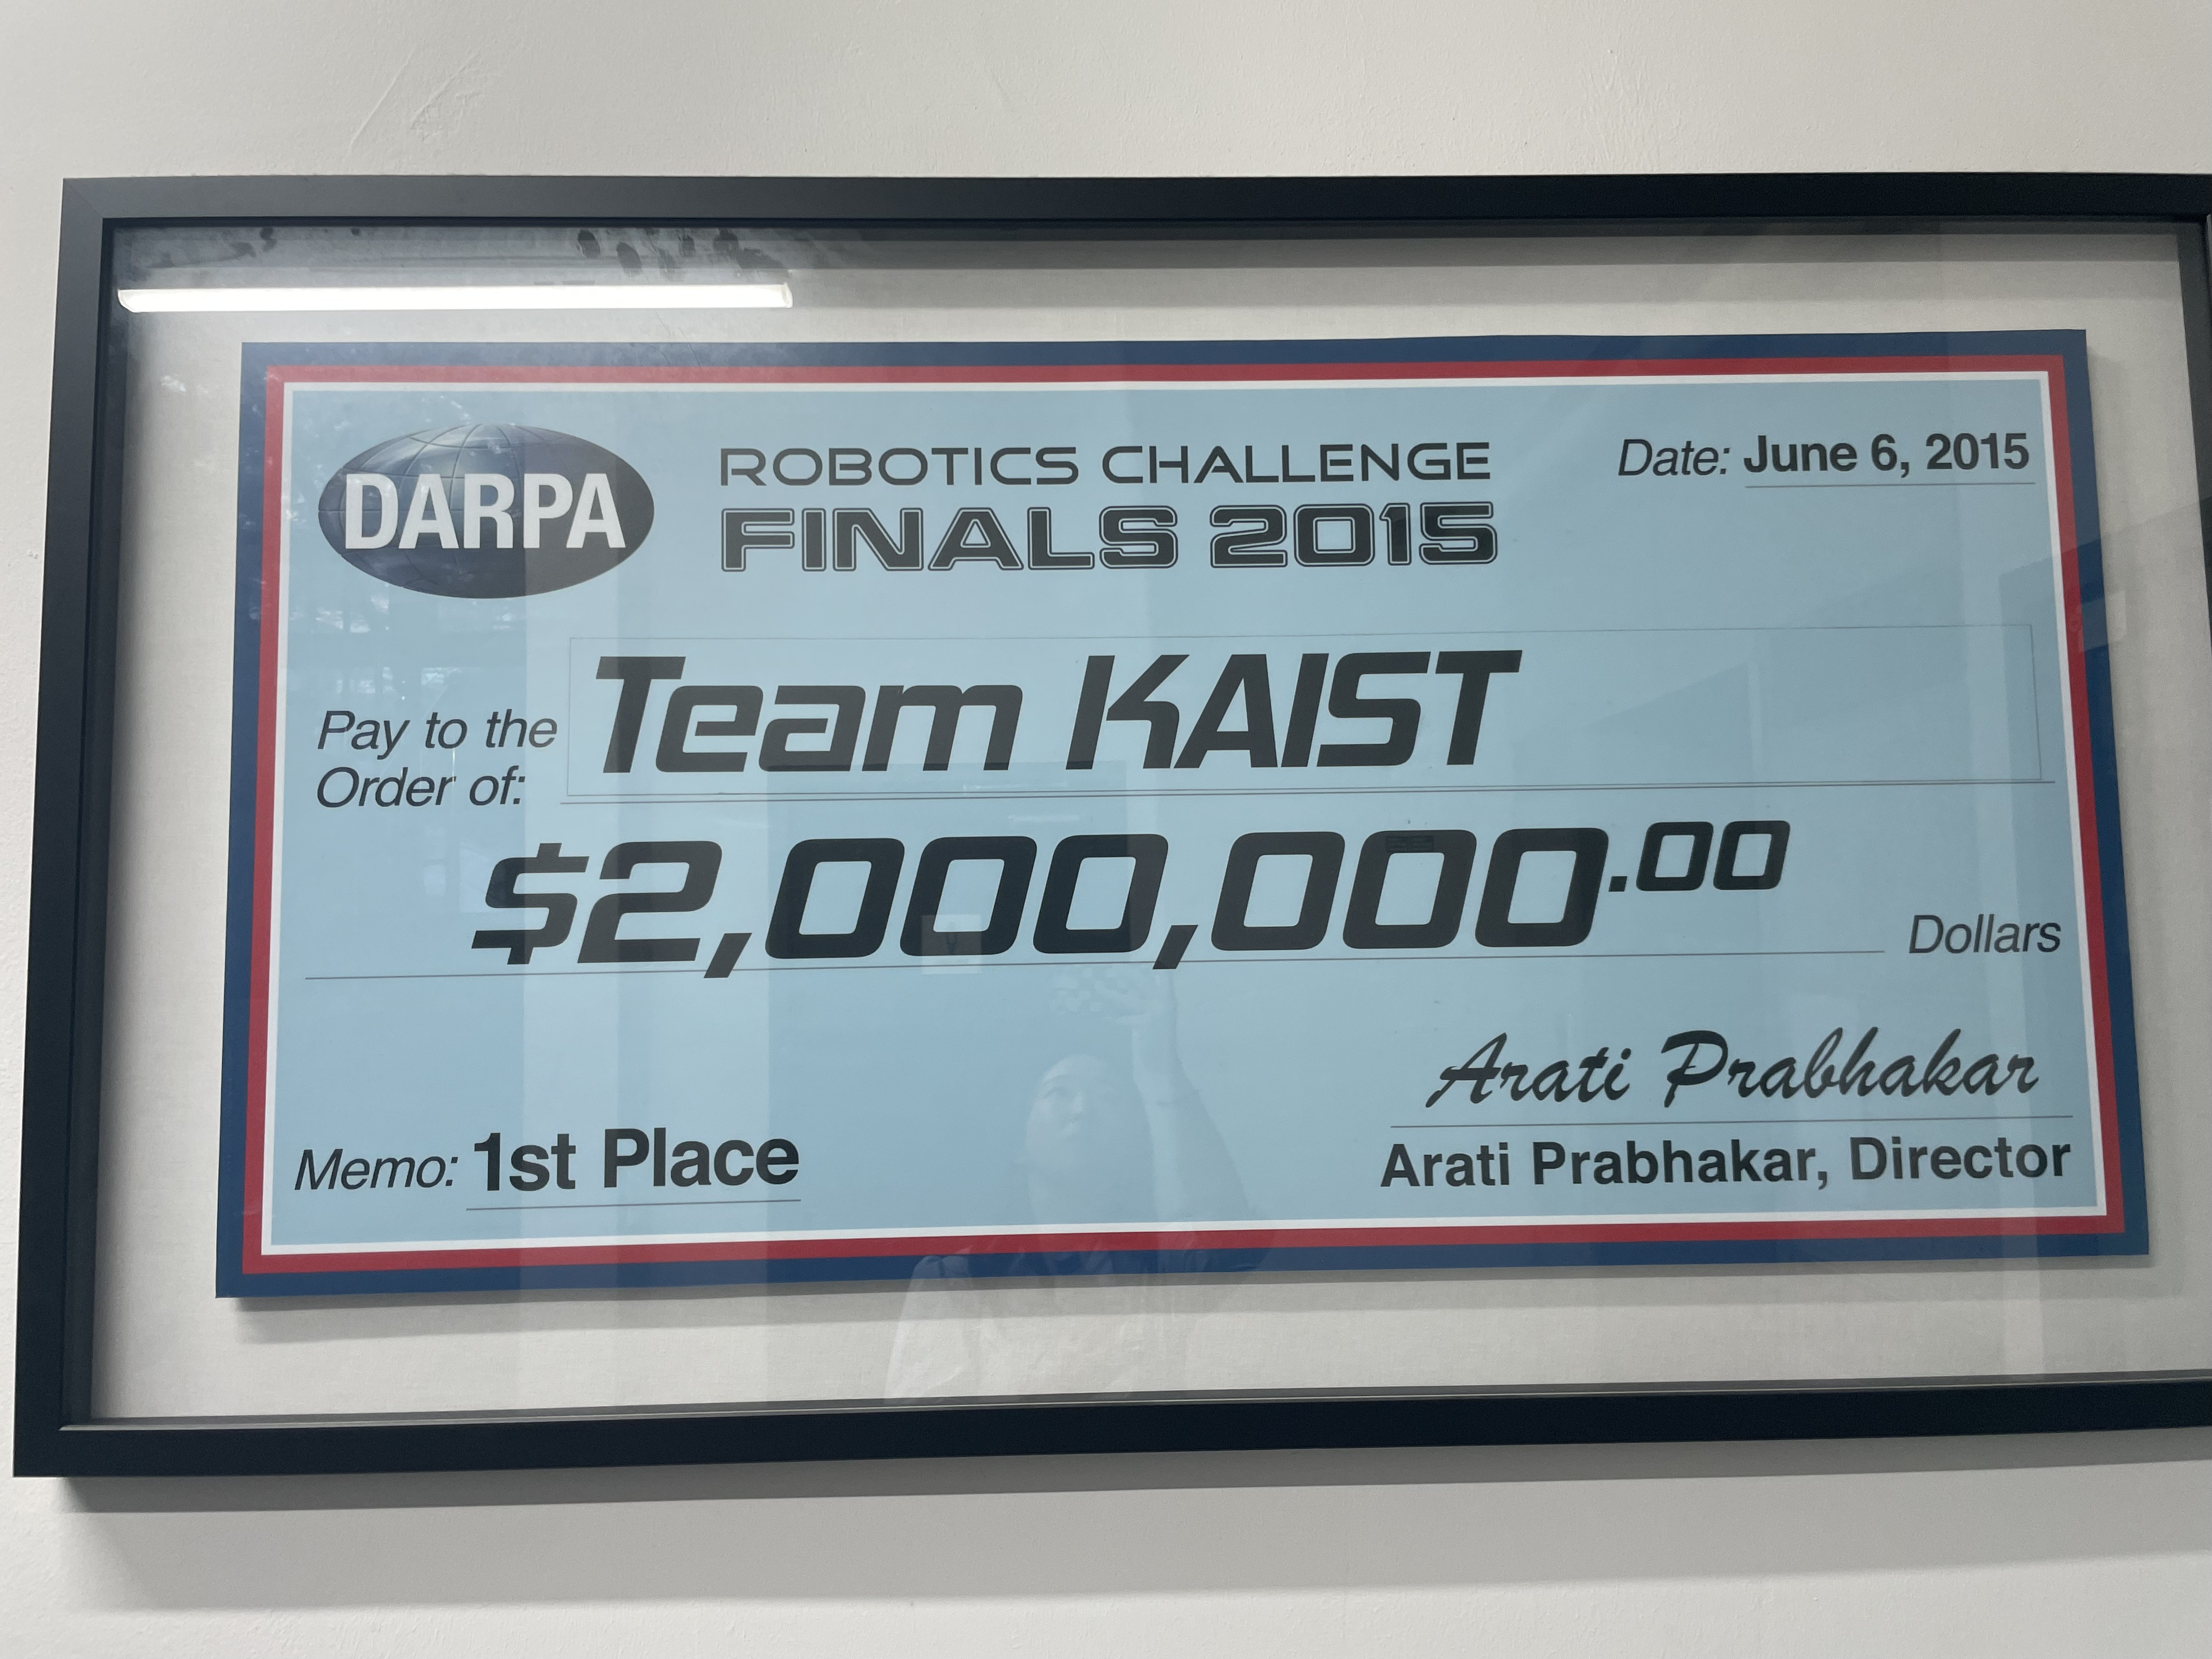 DARPA
ROBOTICS CHALLENGE
FINALS 2015
Date: June 6, 2015
Pay to the
Order of:
Team KAIST
$2,000,000.00
Dollars
Arati Prabhakar
Memo: 1st Place
Arati Prabhakar, Director